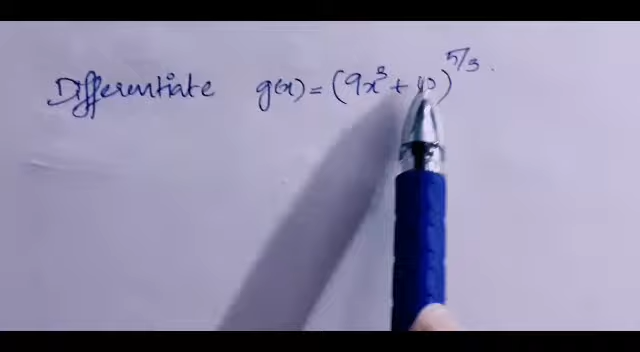 Differentiate g(x) = (9x³ + 10)^5/3.